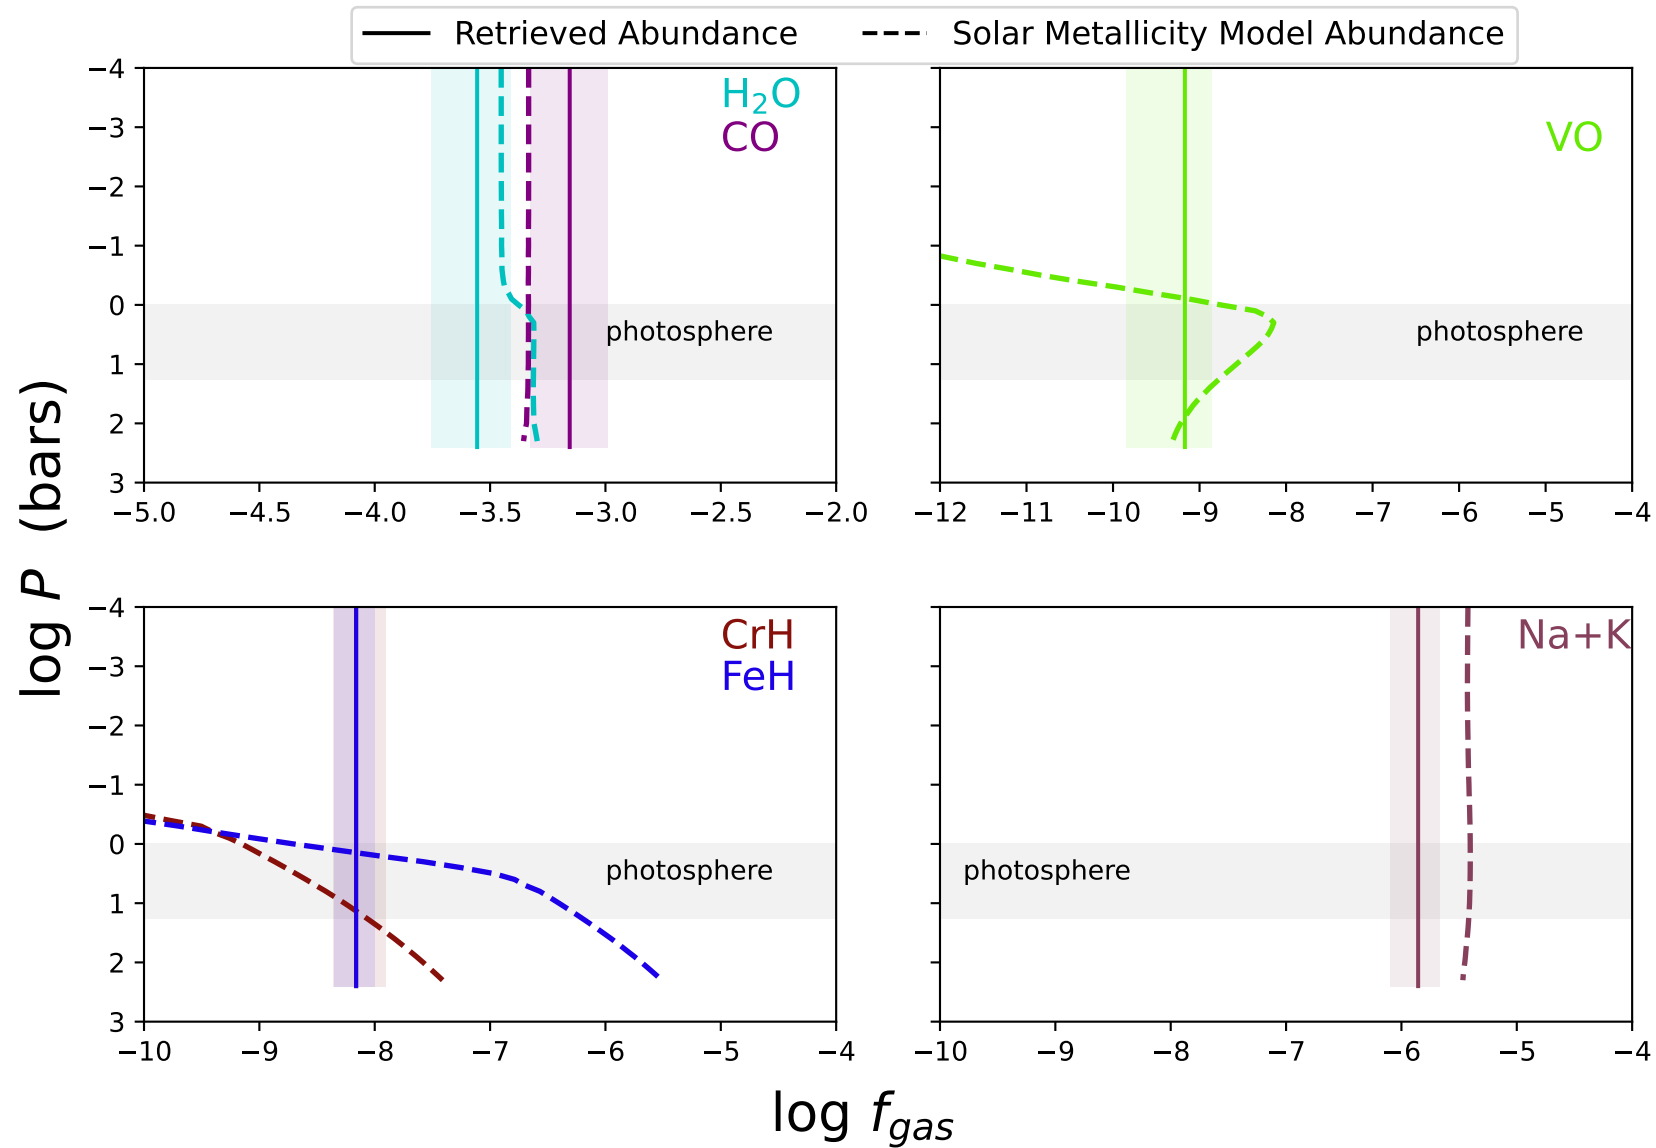 Retrieved Abundance Solar Metallicity Model Abundance
−4
−3
−2
−1
0
1
2
3
H₂O
CO
photosphere
−5.0 −4.5 −4.0 −3.5 −3.0 −2.5 −2.0
VO
photosphere
−12 −11 −10 −9 −8 −7 −6 −5 −4
log P (bars)
−4
−3
−2
−1
0
1
2
3
CrH
FeH
photosphere
−10 −9 −8 −7 −6 −5 −4
Na+K
photosphere
−10 −9 −8 −7 −6 −5 −4
log f_gas